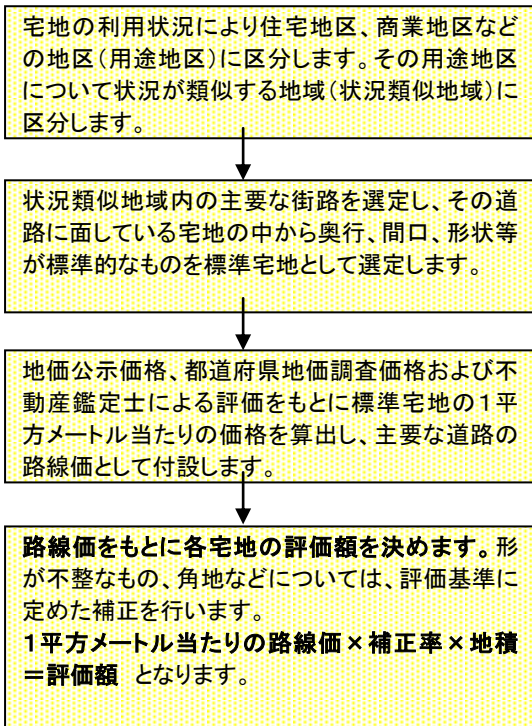 宅地の利用状況により住宅地区、商業地区など
の地区（用途地区）に区分します。その用途地区
について状況が類似する地域（状況類似地域）に
区分します。
状況類似地域内の主要な街路を選定し、その道
路に面している宅地の中から奥行、間口、形状等
が標準的なものを標準宅地として選定します。
地価公示価格、都道府県地価調査価格および不
動産鑑定士による評価をもとに標準宅地の１平
方メートル当たりの価格を算出し、主要な道路の
路線価として付設します。
路線価をもとに各宅地の評価額を決めます。形
が不整なもの、角地などについては、評価基準に
定めた補正を行います。
１平方メートル当たりの路線価×補正率×地積
＝評価額　となります。